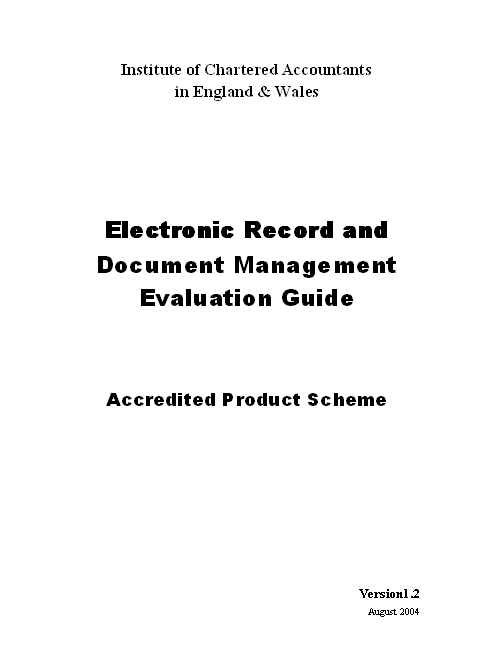 Institute of Chartered Accountants
in England & Wales
Electronic Record and
Document Management
Evaluation Guide
Accredited Product Scheme
Version1.2
August 2004